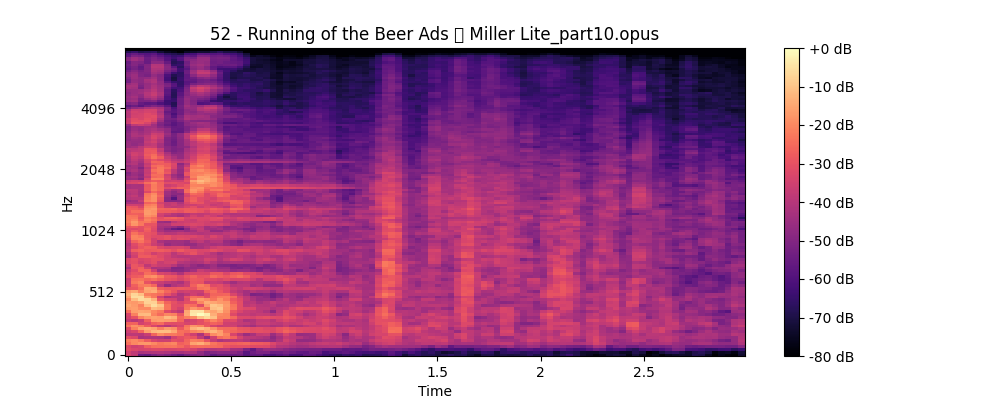 52 - Running of the Beer Ads  Miller Lite_part10.opus
+0 dB
-10 dB
-20 dB
-30 dB
-40 dB
-50 dB
-60 dB
-70 dB
-80 dB
4096
2048
1024
512
0
Hz
0
0.5
1
1.5
2
2.5
Time